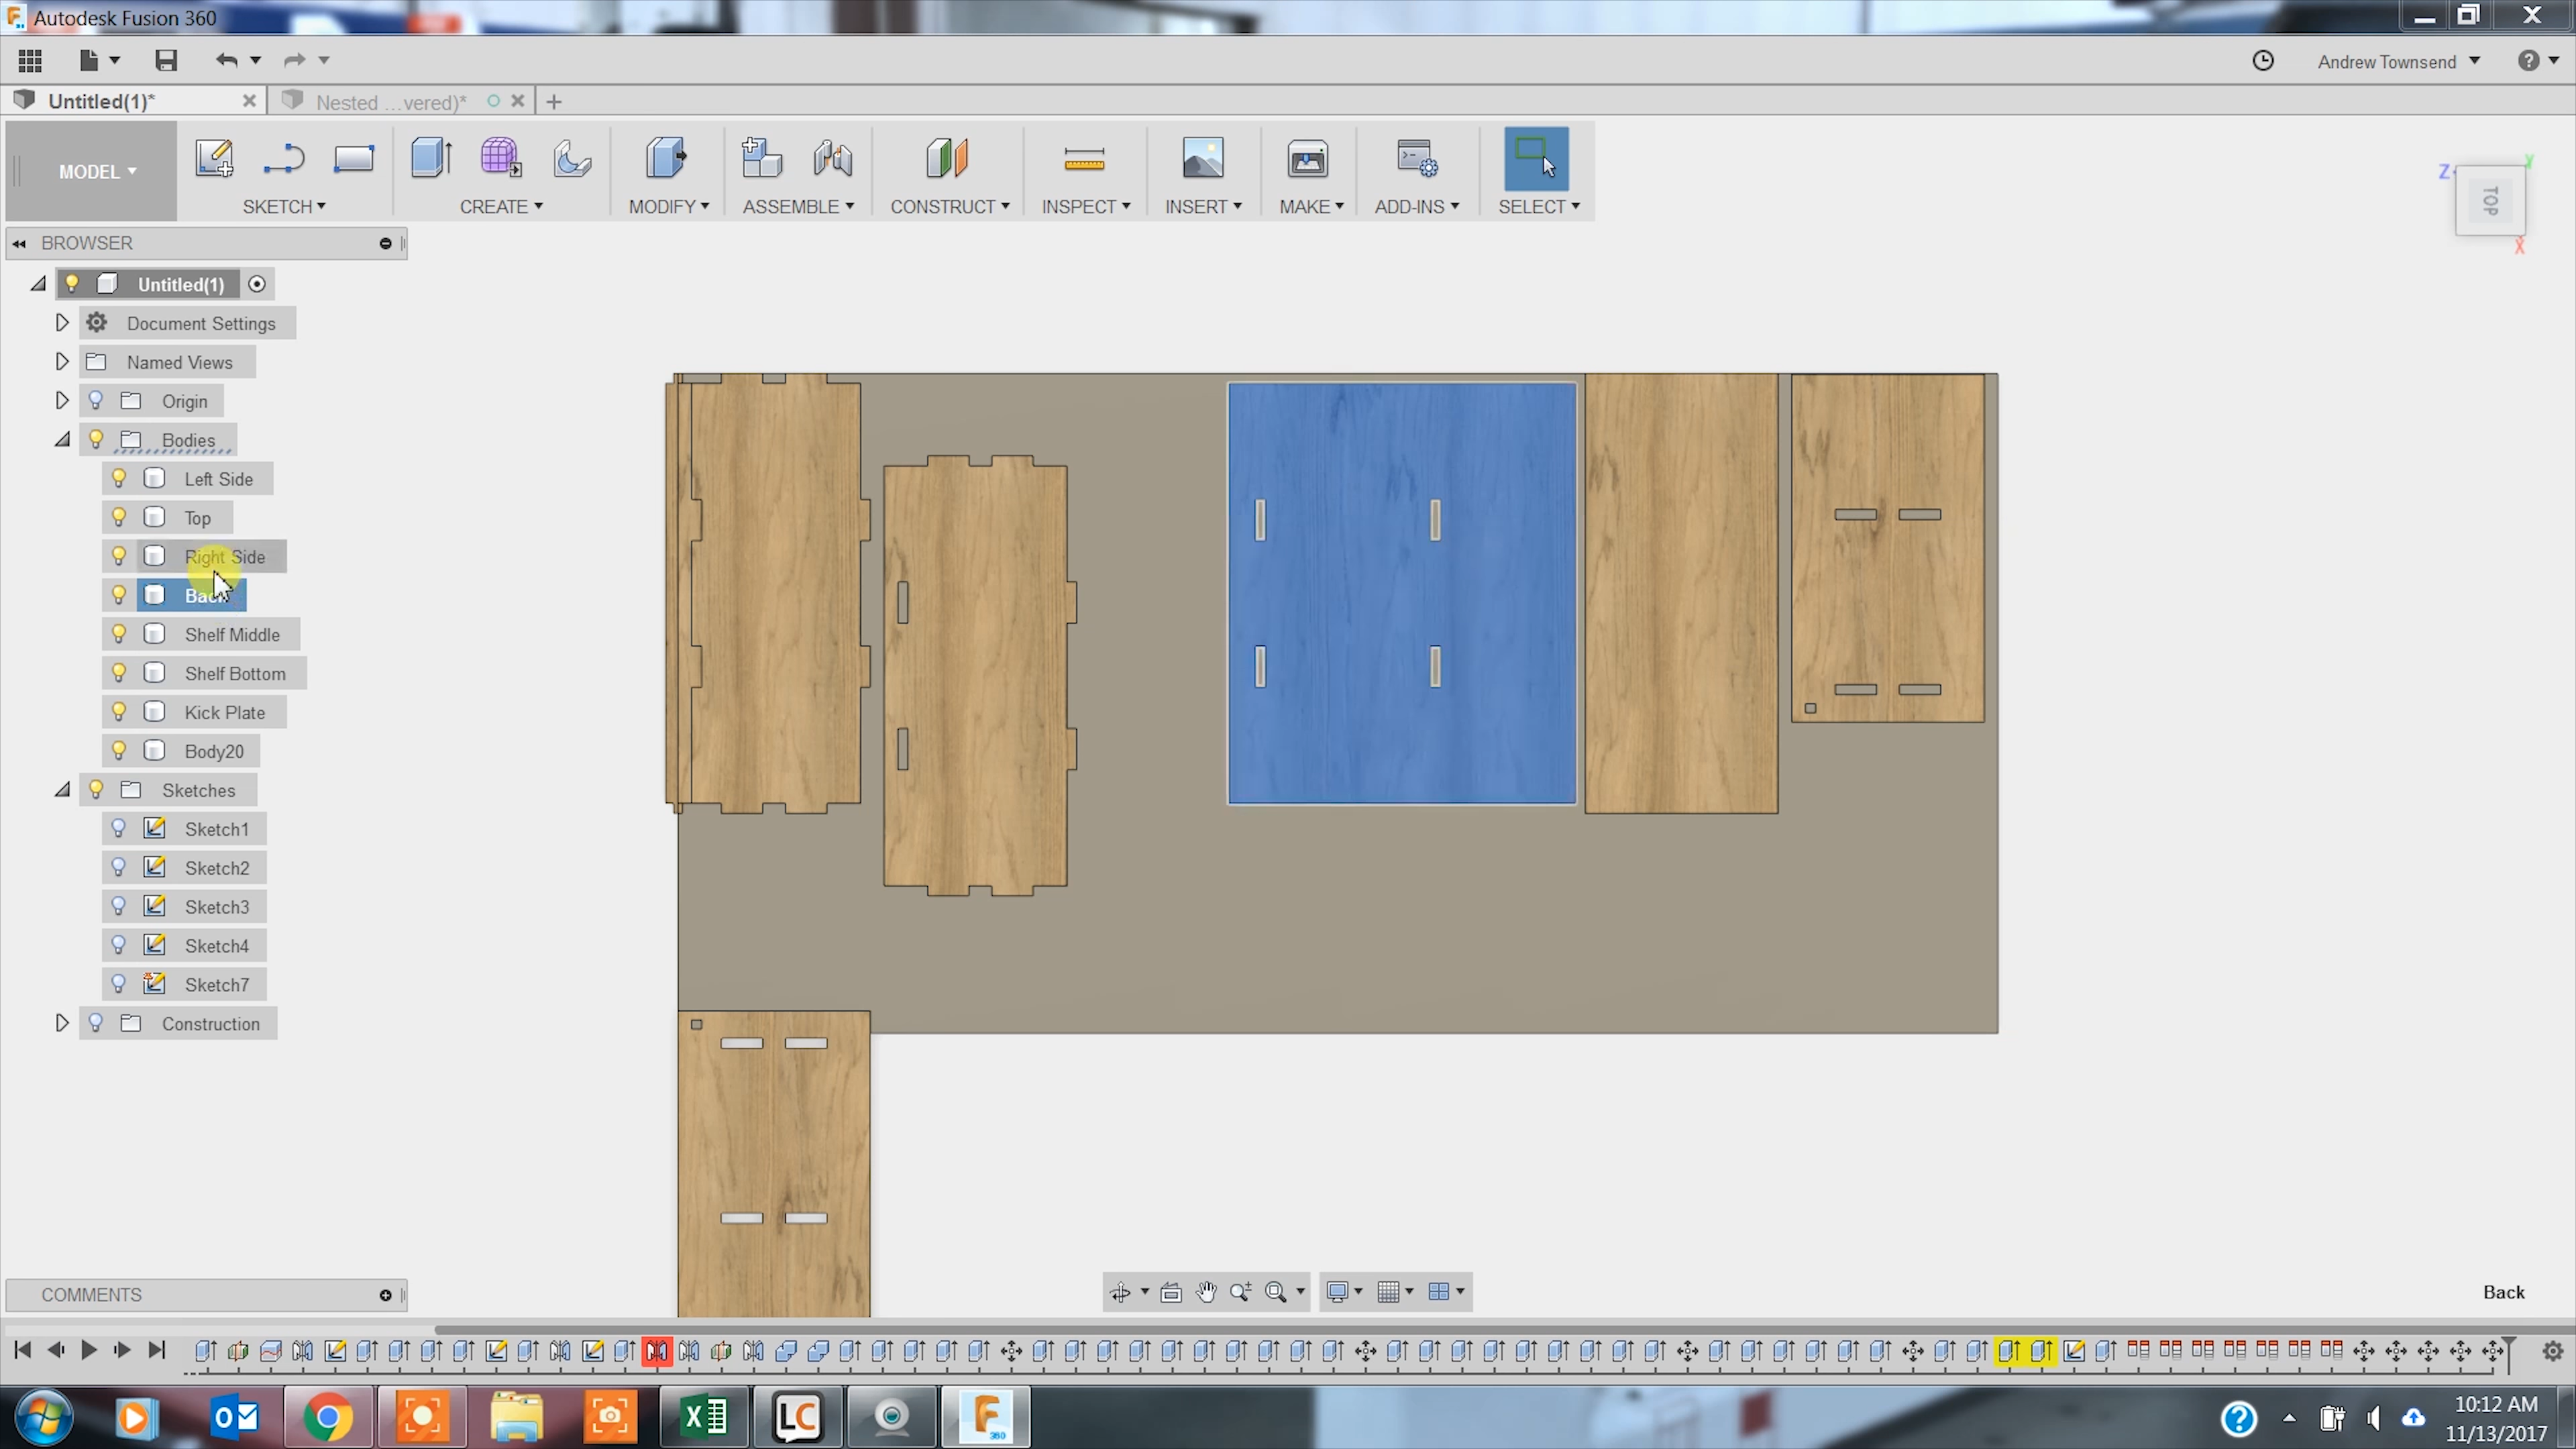 Autodesk Fusion 360
Andrew Townsend
Untitled(1)*
Nested ...vered)*
MODEL
SKETCH
CREATE
MODIFY
ASSEMBLE
CONSTRUCT
INSPECT
INSERT
MAKE
ADD-INS
SELECT
Z
Y
TOP
X
BROWSER
Untitled(1)
Document Settings
Named Views
Origin
Bodies
Left Side
Top
Right Side
Back
Shelf Middle
Shelf Bottom
Kick Plate
Body20
Sketches
Sketch1
Sketch2
Sketch3
Sketch4
Sketch7
Construction
COMMENTS
Back
LC
360
10:12 AM
11/13/2017